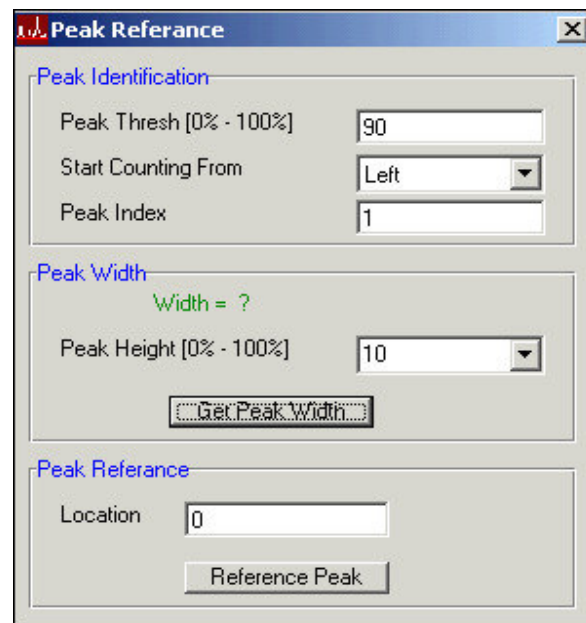 Peak Referance
Peak Identification
Peak Thresh [0% - 100%] 90
Start Counting From Left
Peak Index 1
Peak Width
Width = ?
Peak Height [0% - 100%] 10
Get Peak Width
Peak Referance
Location 0
Reference Peak